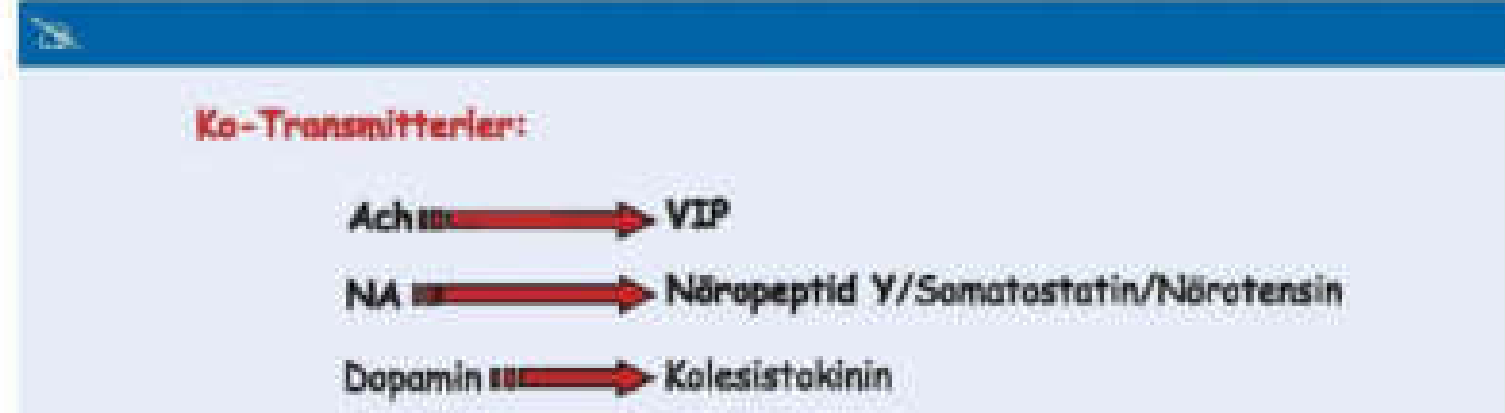 Ko-Transmitterler:
Ach VIP
NA Nöropeptid Y/Somatostatin/Nörotensin
Dopamin Kolesistokinin